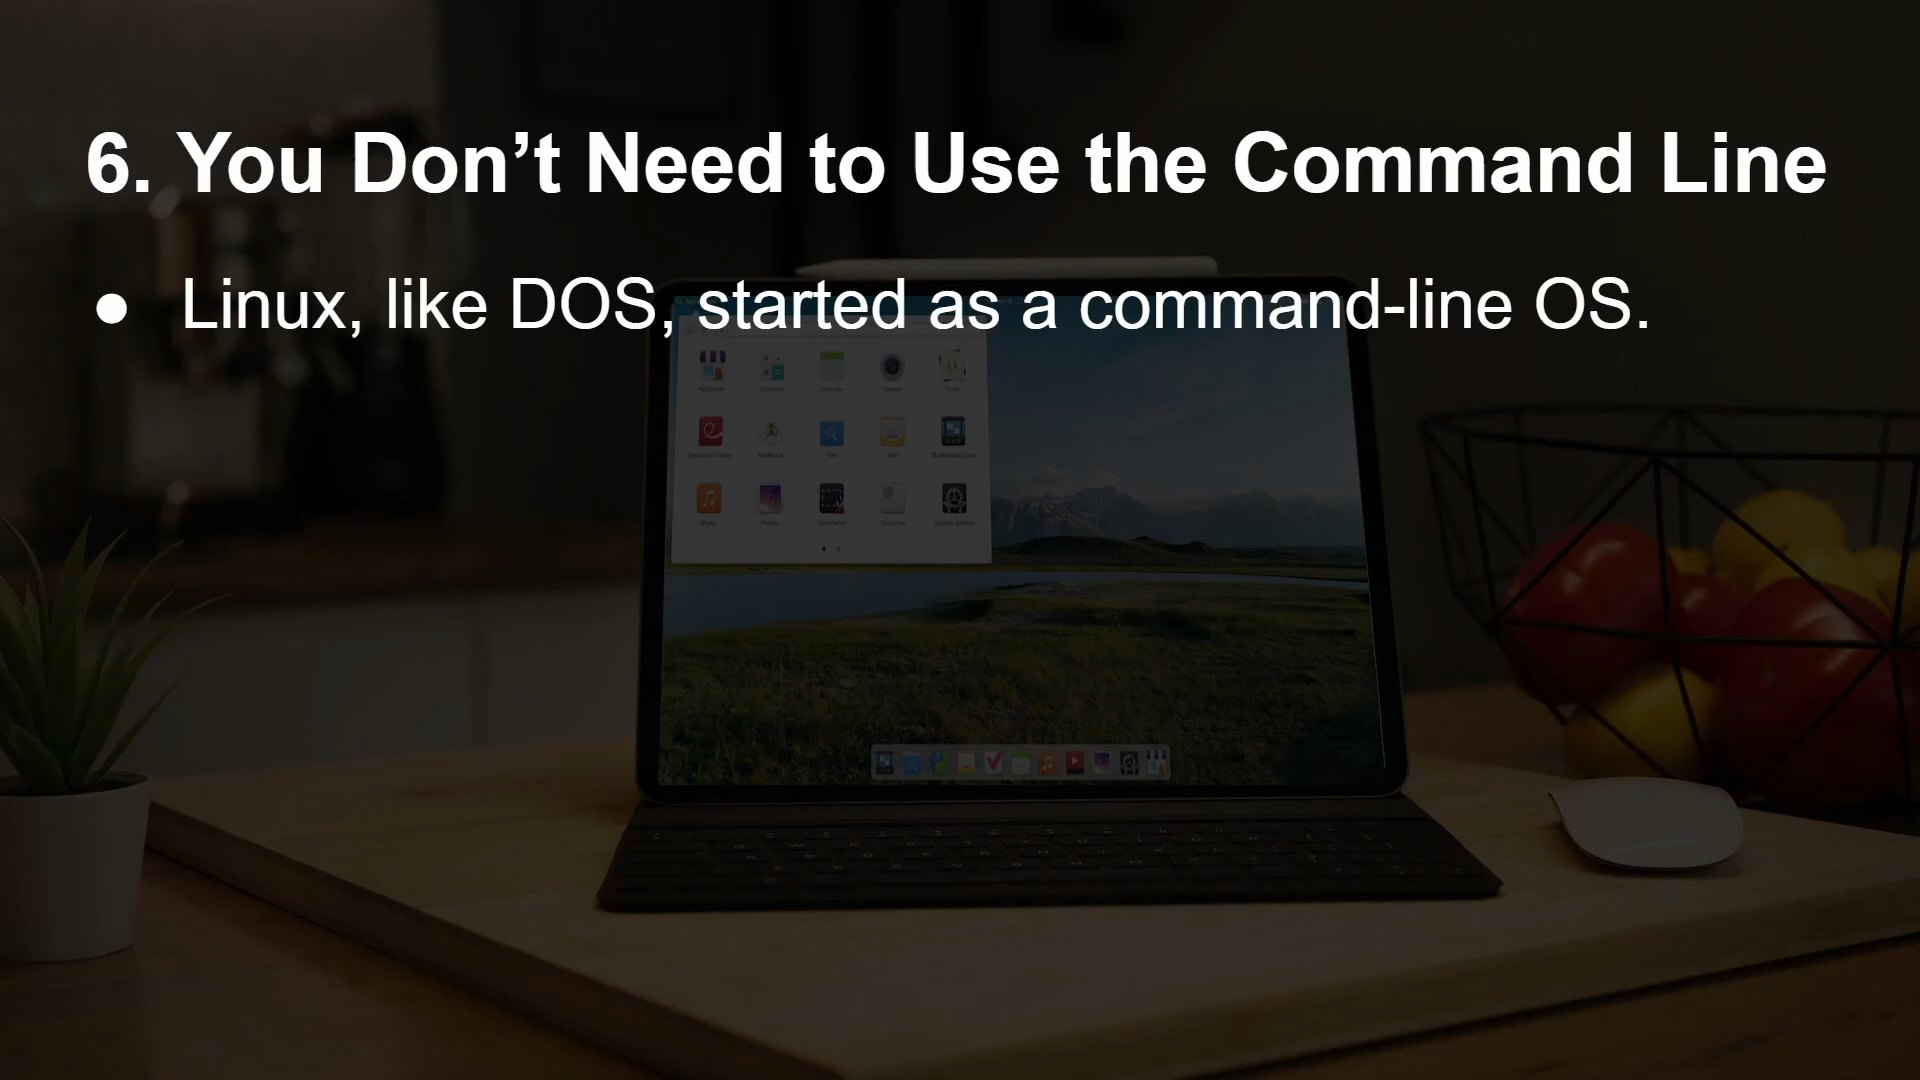 6. You Don’t Need to Use the Command Line
● Linux, like DOS, started as a command-line OS.